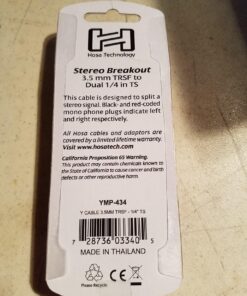 Hosa Technology
Stereo Breakout
3.5 mm TRSF to
Dual 1/4 in TS
This cable is designed to split a
stereo signal. Black- and red-coded
mono phone plugs indicate left
and right respectively.
All Hosa cables and adaptors are
covered by a limited lifetime warranty.
Visit www.hosatech.com
California Proposition 65 Warning.
This product contains chemicals known to
the State of California to cause cancer and birth
defects or other reproductive harm.
YMP-434
Y CABLE 3.5MM TRSF - 1/4" TS
7 28736 03340 5
MADE IN THAILAND
Please Recycle
CE